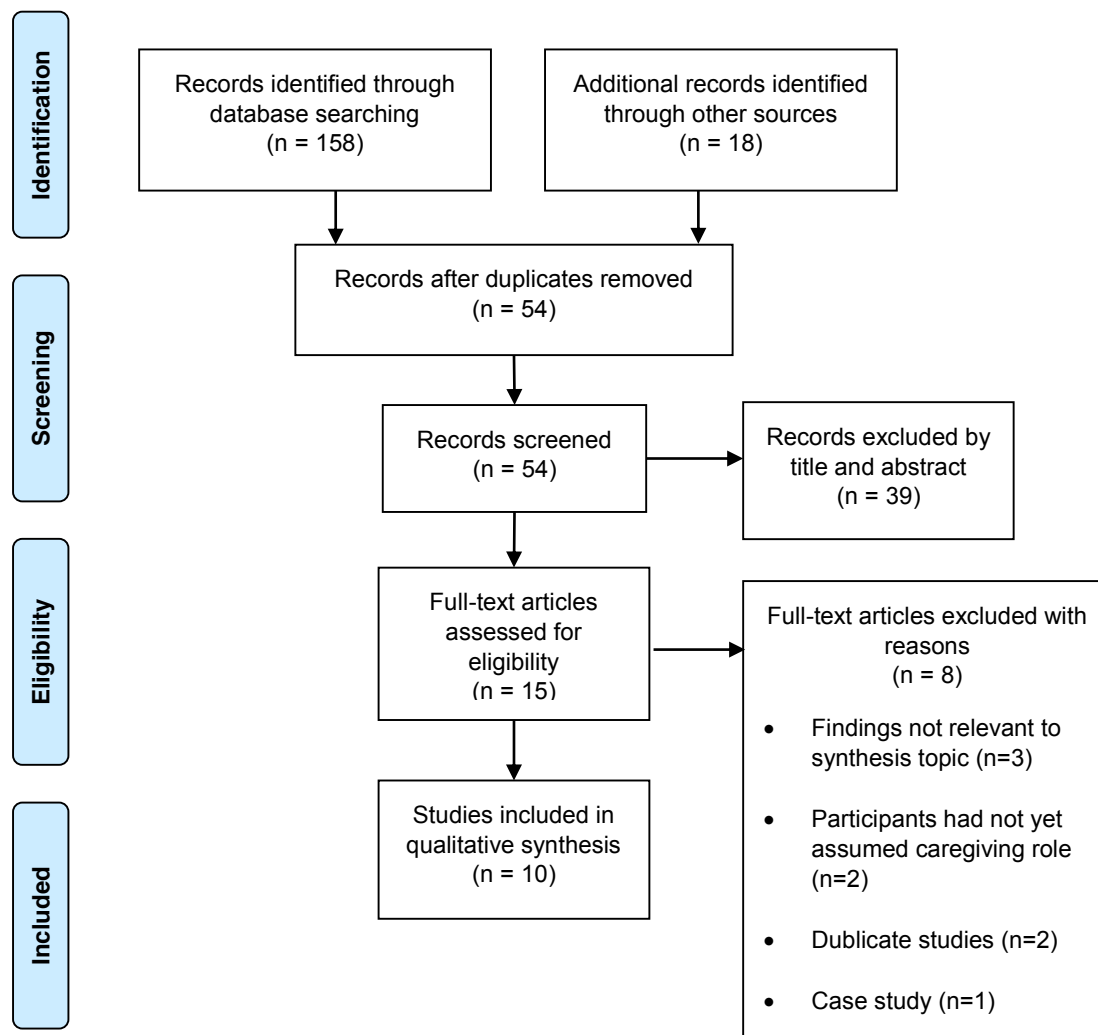 Identification
Records identified through
database searching
(n = 158)
Additional records identified
through other sources
(n = 18)
Records after duplicates removed
(n = 54)
Screening
Records screened
(n = 54)
Records excluded by
title and abstract
(n = 39)
Eligibility
Full-text articles
assessed for
eligibility
(n = 15)
Full-text articles excluded with
reasons
(n = 8)
• Findings not relevant to
synthesis topic (n=3)
• Participants had not yet
assumed caregiving role
(n=2)
• Dublicate studies (n=2)
• Case study (n=1)
Included
Studies included in
qualitative synthesis
(n = 10)